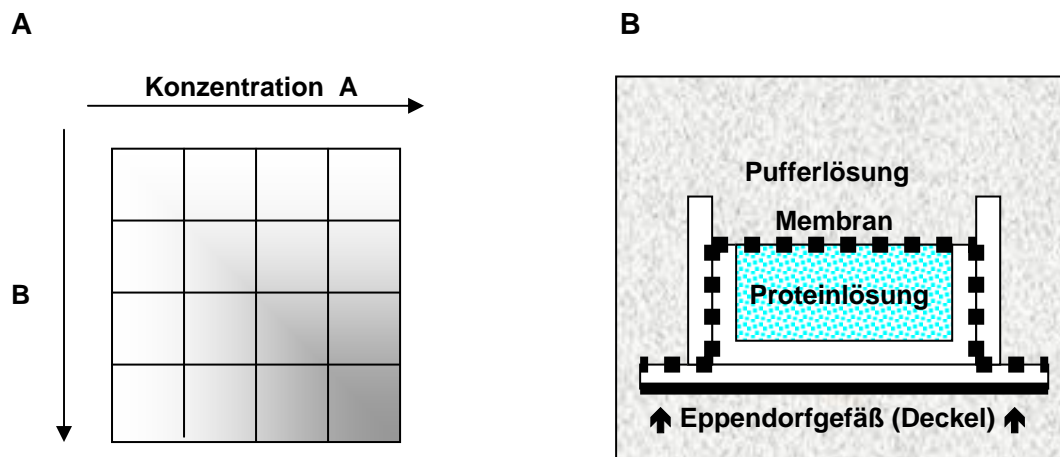 A
B
Konzentration A
B
Pufferlösung
Membran
Proteinlösung
Eppendorfgefäß (Deckel)